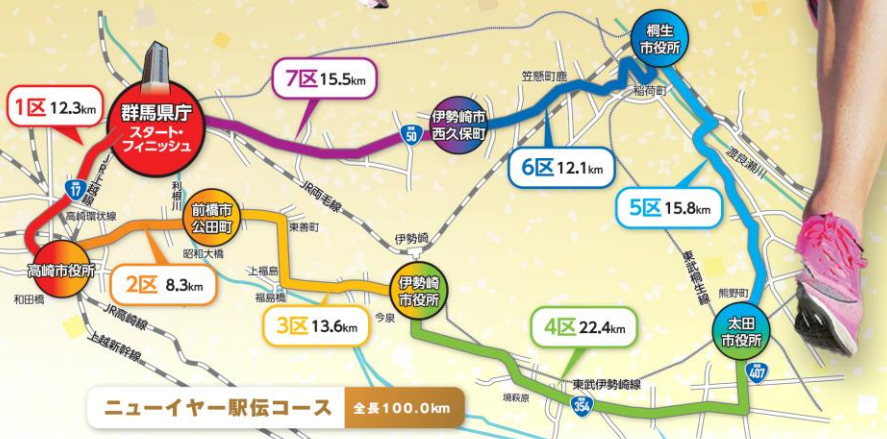 桐生
市役所
笠懸町鹿
稲荷町
7区 15.5km
1区 12.3km
群馬県庁
スタート・
フィニッシュ
50
伊勢崎市
西久保町
6区 12.1km
渡良瀬川
JR上越線
17
利根川
JR両毛線
5区 15.8km
高崎環状線
前橋市
公田町
東善町
昭和大橋
伊勢崎
東武桐生線
高崎市役所
和田橋
2区 8.3km
上福島
福島橋
伊勢崎
市役所
今泉
熊野町
太田
市役所
3区 13.6km
4区 22.4km
JR高崎線
上越新幹線
407
東武伊勢崎線
境萩原
354
ニューイヤー駅伝コース 全長100.0km